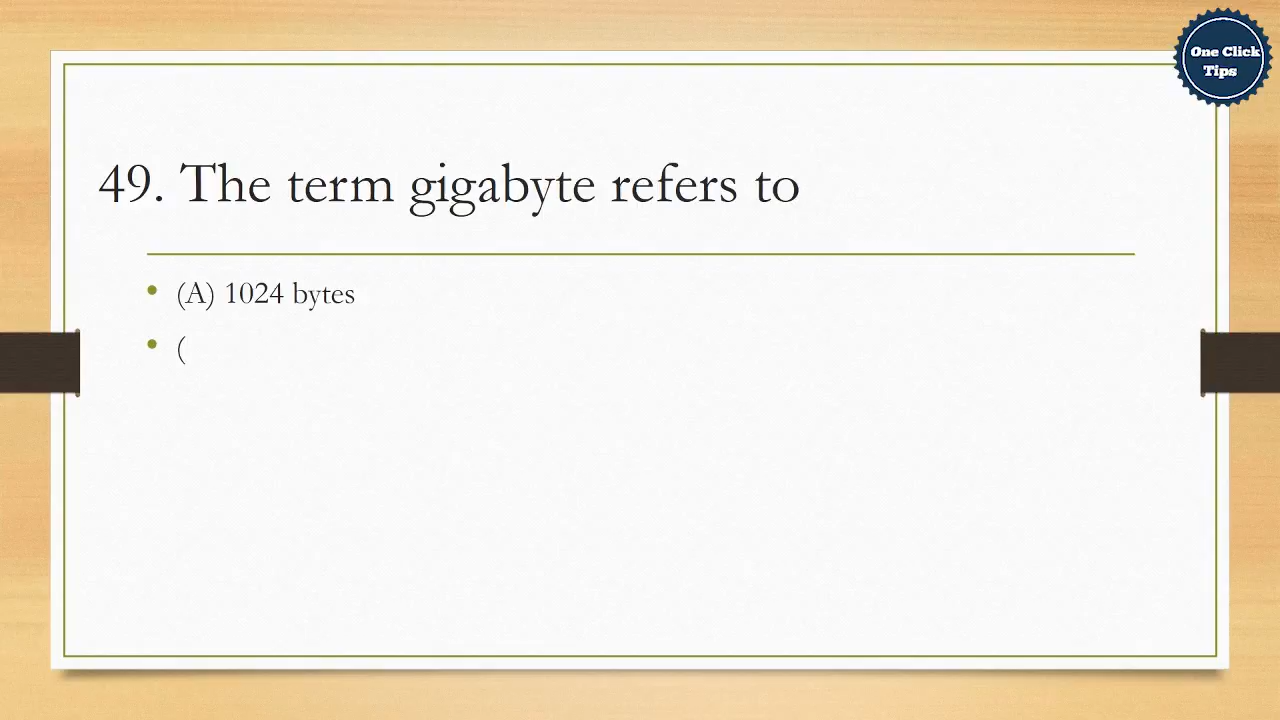 One Click
Tips
49. The term gigabyte refers to
• (A) 1024 bytes
• (